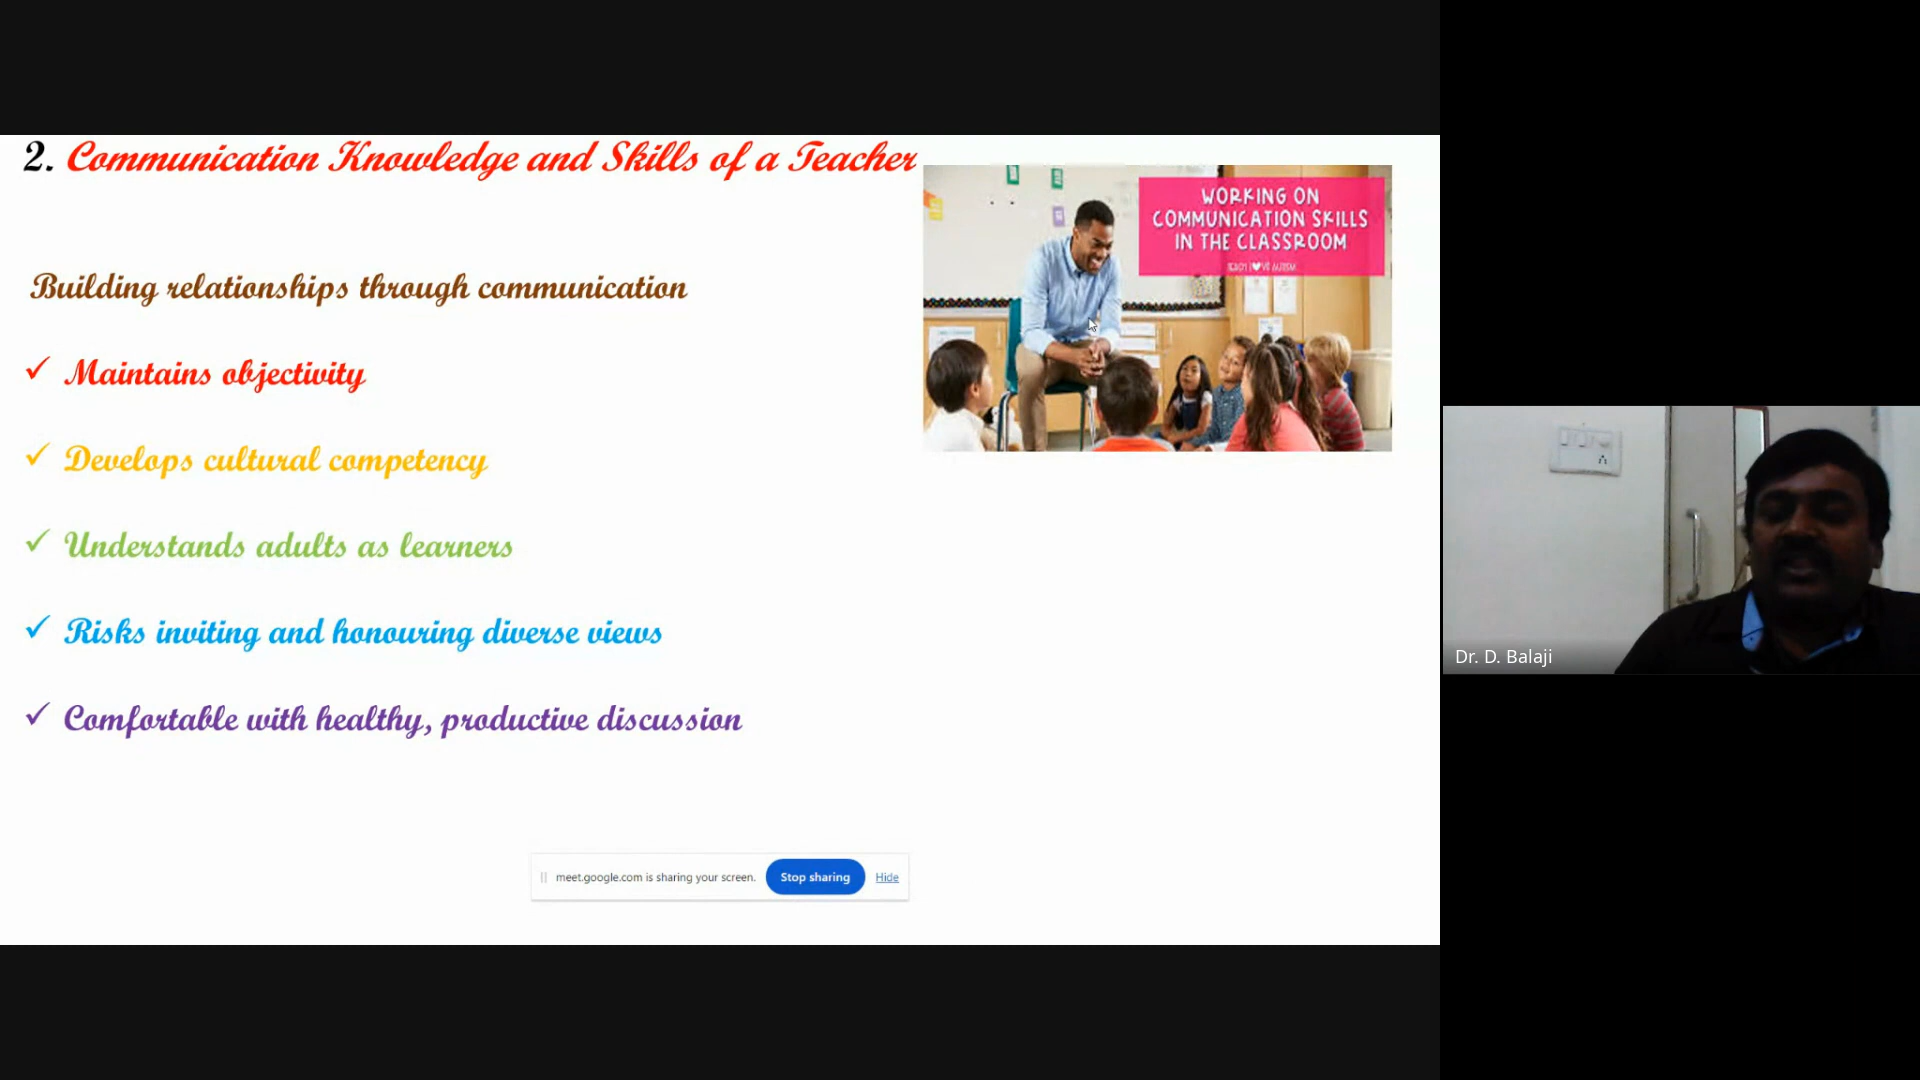 2. Communication Knowledge and Skills of a Teacher
WORKING ON
COMMUNICATION SKILLS
IN THE CLASSROOM
Building relationships through communication
✓ Maintains objectivity
✓ Develops cultural competency
✓ Understands adults as learners
✓ Risks inviting and honouring diverse views
✓ Comfortable with healthy, productive discussion
meet.google.com is sharing your screen. Stop sharing Hide
Dr. D. Balaji